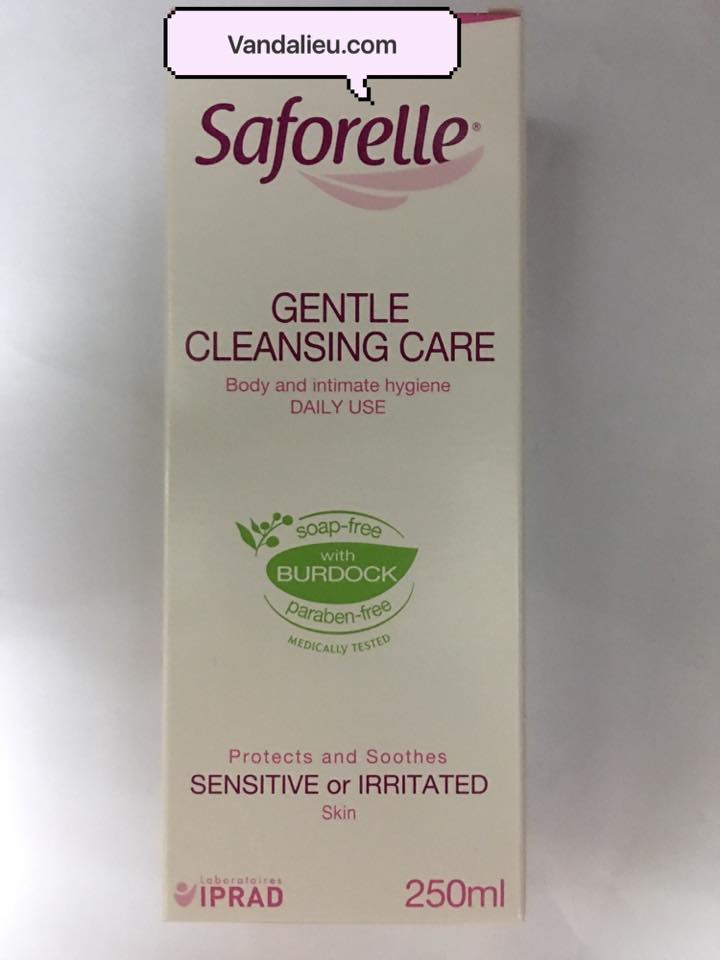 Vandalieu.com
Saforelle®
GENTLE
CLEANSING CARE
Body and intimate hygiene
DAILY USE
soap-free
with
BURDOCK
paraben-free
MEDICALLY TESTED
Protects and Soothes
SENSITIVE or IRRITATED
Skin
Laboratoires
IPRAD
250ml